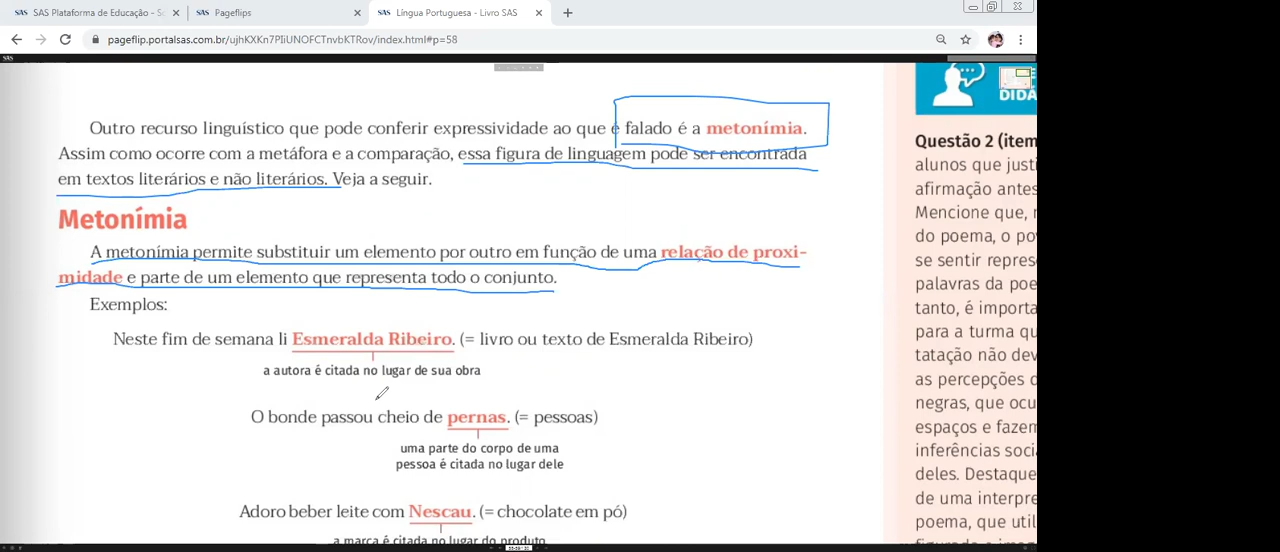 SAS Plataforma de Educação - So
Pageflips
Língua Portuguesa - Livro SAS
pageflip.portalsas.com.br/ujhKXKn7PIiUNOFCTnvbKTRov/index.html#p=58
SAS
Outro recurso linguístico que pode conferir expressividade ao que é falado é a metonímia.
Assim como ocorre com a metáfora e a comparação, essa figura de linguagem pode ser encontrada
em textos literários e não literários. Veja a seguir.
Metonímia
A metonímia permite substituir um elemento por outro em função de uma relação de proxi-
midade e parte de um elemento que representa todo o conjunto.
Exemplos:
Neste fim de semana li Esmeralda Ribeiro. (= livro ou texto de Esmeralda Ribeiro)
a autora é citada no lugar de sua obra
O bonde passou cheio de pernas. (= pessoas)
uma parte do corpo de uma
pessoa é citada no lugar dele
Adoro beber leite com Nescau. (= chocolate em pó)
a marca é citada no lugar do produto
DIDA
Questão 2 (item
alunos que justi
afirmação antes
Mencione que, n
do poema, o pov
se sentir repres
palavras da poe
tanto, é importa
para a turma qu
tatação não dev
as percepções d
negras, que ocu
espaços e fazem
inferências soci
deles. Destaque
de uma interpre
poema, que util